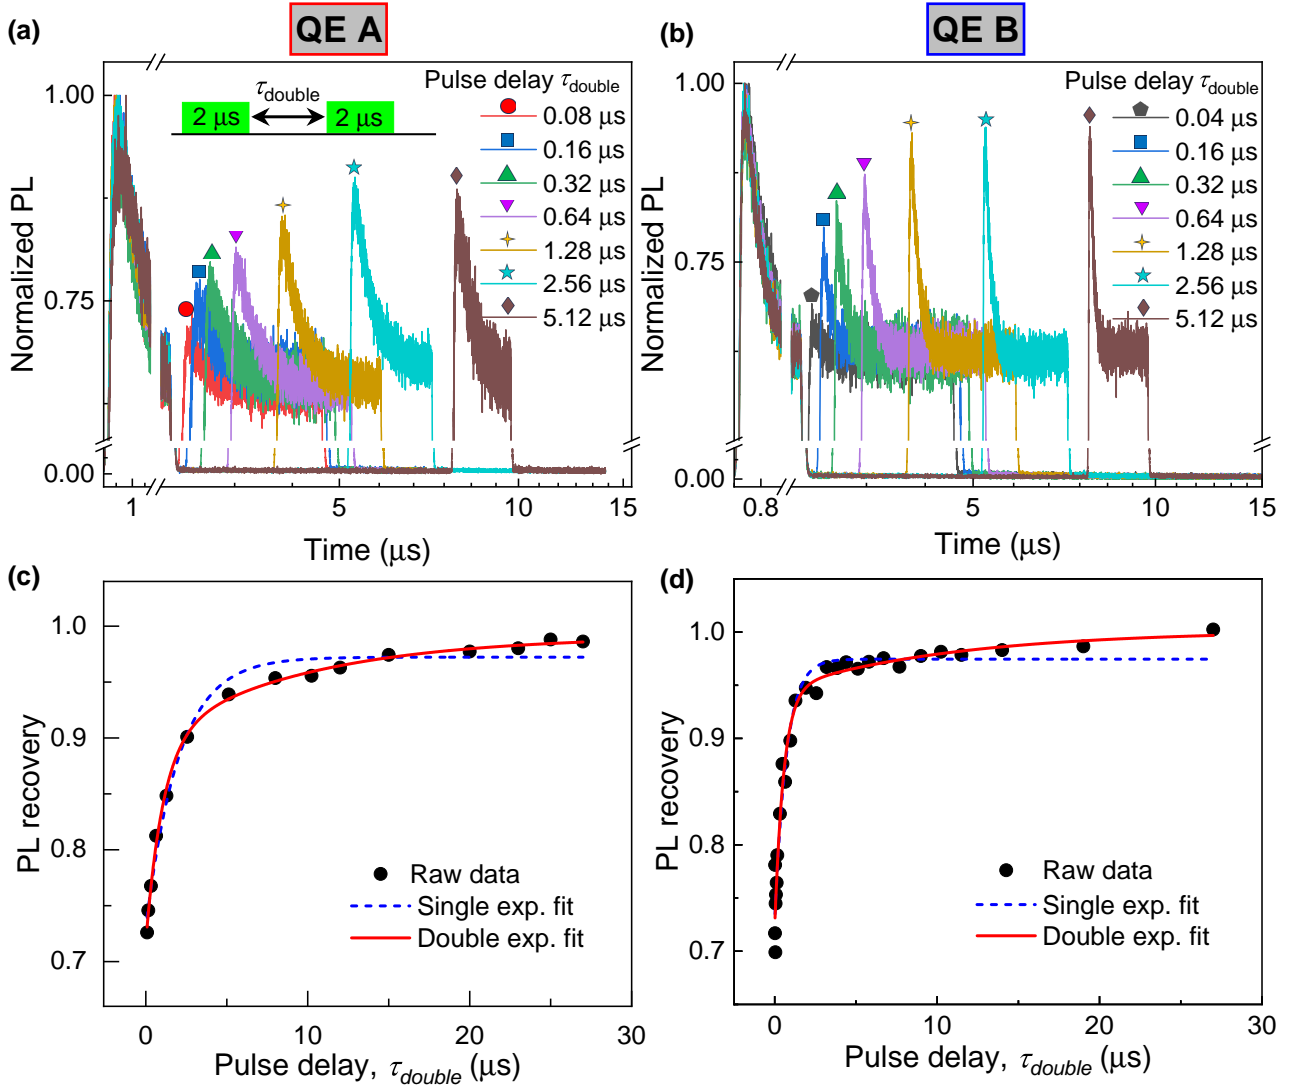 (a)
QE A
Normalized PL
1.00
0.75
0.00
τdouble
2 μs
2 μs
Pulse delay τdouble
0.08 μs
0.16 μs
0.32 μs
0.64 μs
1.28 μs
2.56 μs
5.12 μs
1
5
10
15
Time (μs)
(b)
QE B
Normalized PL
1.00
0.75
0.00
Pulse delay τdouble
0.04 μs
0.16 μs
0.32 μs
0.64 μs
1.28 μs
2.56 μs
5.12 μs
0.8
5
10
15
Time (μs)
(c)
PL recovery
1.0
0.9
0.8
0.7
Raw data
Single exp. fit
Double exp. fit
0
10
20
30
Pulse delay, τdouble (μs)
(d)
PL recovery
1.0
0.9
0.8
0.7
Raw data
Single exp. fit
Double exp. fit
0
10
20
30
Pulse delay, τdouble (μs)